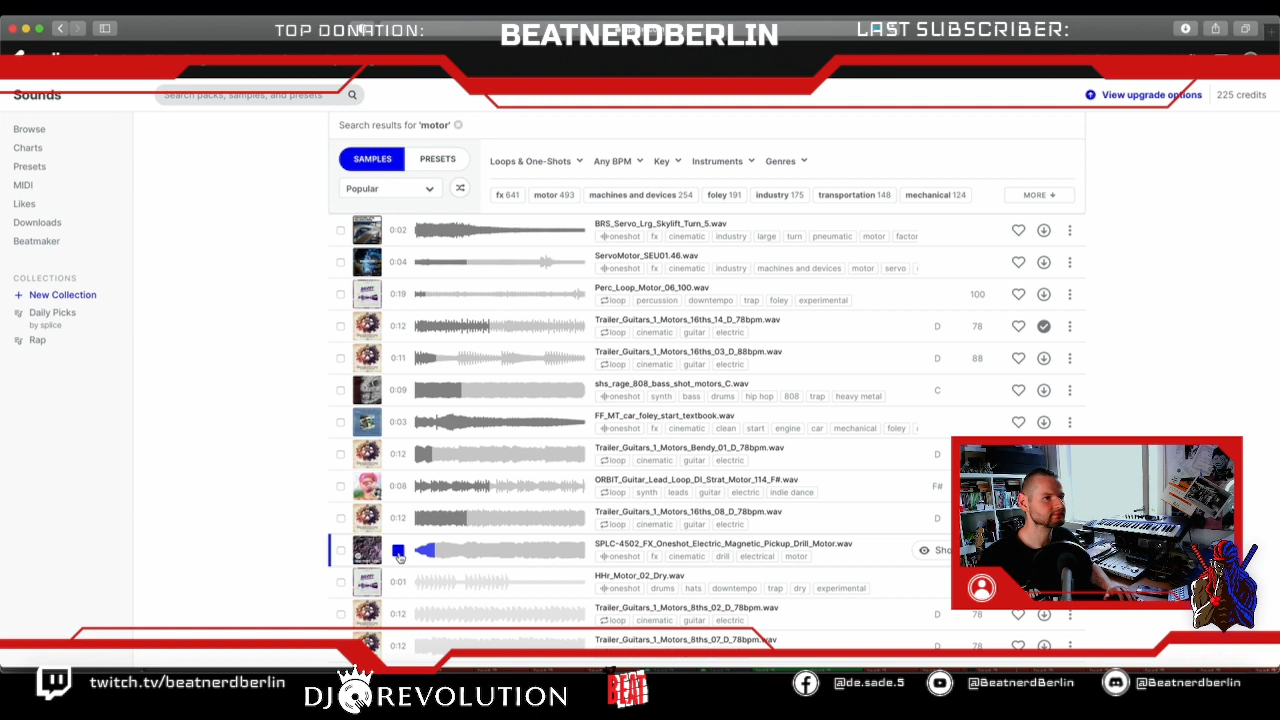 TOP DONATION:
BEATNERDBERLIN
LAST SUBSCRIBER:
Sounds
Search packs, samples, and presets
View upgrade options
225 credits
Browse
Charts
Presets
MIDI
Likes
Downloads
Beatmaker
COLLECTIONS
+ New Collection
Daily Picks
by splice
Rap
Search results for 'motor'
SAMPLES
PRESETS
Loops & One-Shots
Any BPM
Key
Instruments
Genres
Popular
fx 641
motor 493
machines and devices 254
foley 191
industry 175
transportation 148
mechanical 124
MORE
0:02
BRS_Servo_Lrg_Skylift_Turn_5.wav
oneshot fx cinematic industry large turn pneumatic motor factor
0:04
ServoMotor_SEU01.46.wav
oneshot fx cinematic industry machines and devices motor servo
0:19
Perc_Loop_Motor_06_100.wav
100
loop percussion downtempo trap foley experimental
0:12
Trailer_Guitars_1_Motors_16ths_14_D_78bpm.wav
D 78
loop cinematic guitar electric
0:11
Trailer_Guitars_1_Motors_16ths_03_D_88bpm.wav
D 88
loop cinematic guitar electric
0:09
shs_rage_808_bass_shot_motors_C.wav
C
oneshot synth bass drums hip hop 808 trap heavy metal
0:03
FF_MT_car_foley_start_textbook.wav
oneshot fx cinematic clean start engine car mechanical foley
0:12
Trailer_Guitars_1_Motors_Bendy_01_D_78bpm.wav
D
loop cinematic guitar electric
0:08
ORBIT_Guitar_Lead_Loop_DI_Strat_Motor_114_F#.wav
F#
loop synth leads guitar electric indie dance
0:12
Trailer_Guitars_1_Motors_16ths_08_D_78bpm.wav
D
loop cinematic guitar electric
SPLC-4502_FX_Oneshot_Electric_Magnetic_Pickup_Drill_Motor.wav
Sho
oneshot fx cinematic drill electrical motor
0:01
HHr_Motor_02_Dry.wav
oneshot drums hats downtempo trap dry experimental
0:12
Trailer_Guitars_1_Motors_8ths_02_D_78bpm.wav
D 78
loop cinematic guitar electric
0:12
Trailer_Guitars_1_Motors_8ths_07_D_78bpm.wav
D 78
twitch.tv/beatnerdberlin
DJ REVOLUTION
BEAT
@de.sade.5
@BeatnerdBerlin
@Beatnerdberlin